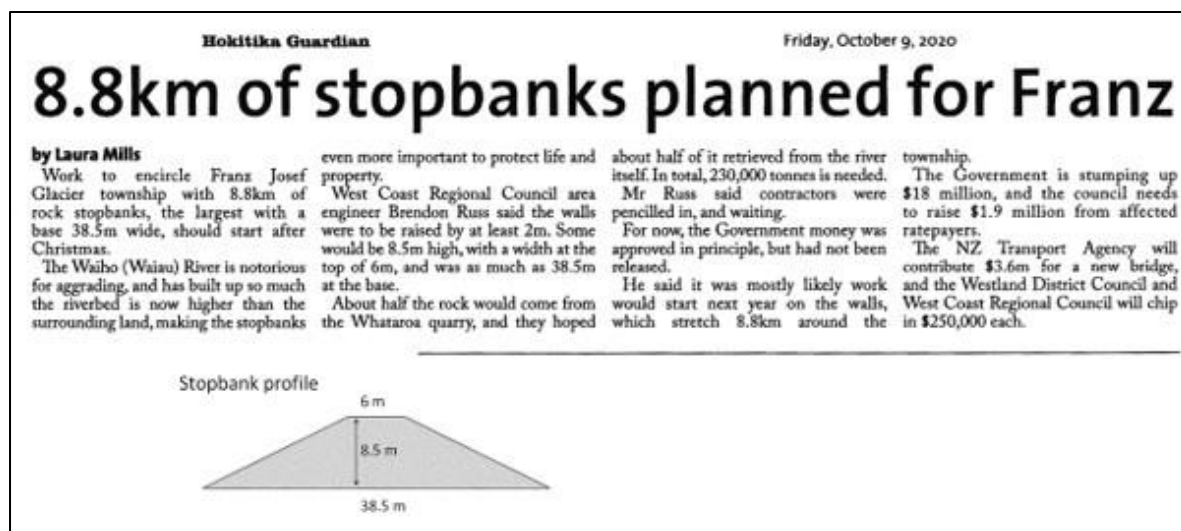 Hokitika Guardian
Friday, October 9, 2020
8.8km of stopbanks planned for Franz
by Laura Mills
Work to encircle Franz Josef
Glacier township with 8.8km of
rock stopbanks, the largest with a
base 38.5m wide, should start after
Christmas.
The Waiho (Waiau) River is notorious
for aggrading, and has built up so much
the riverbed is now higher than the
surrounding land, making the stopbanks
even more important to protect life and
property.
West Coast Regional Council area
engineer Brendon Russ said the walls
were to be raised by at least 2m. Some
would be 8.5m high, with a width at the
top of 6m, and was as much as 38.5m
at the base.
About half the rock would come from
the Whataroa quarry, and they hoped
about half of it retrieved from the river
itself. In total, 230,000 tonnes is needed.
Mr Russ said contractors were
pencilled in, and waiting.
For now, the Government money was
approved in principle, but had not been
released.
He said it was mostly likely work
would start next year on the walls,
which stretch 8.8km around the
township.
The Government is stumping up
$18 million, and the council needs
to raise $1.9 million from affected
ratepayers.
The NZ Transport Agency will
contribute $3.6m for a new bridge,
and the Westland District Council and
West Coast Regional Council will chip
in $250,000 each.
Stopbank profile
6 m
8.5 m
38.5 m